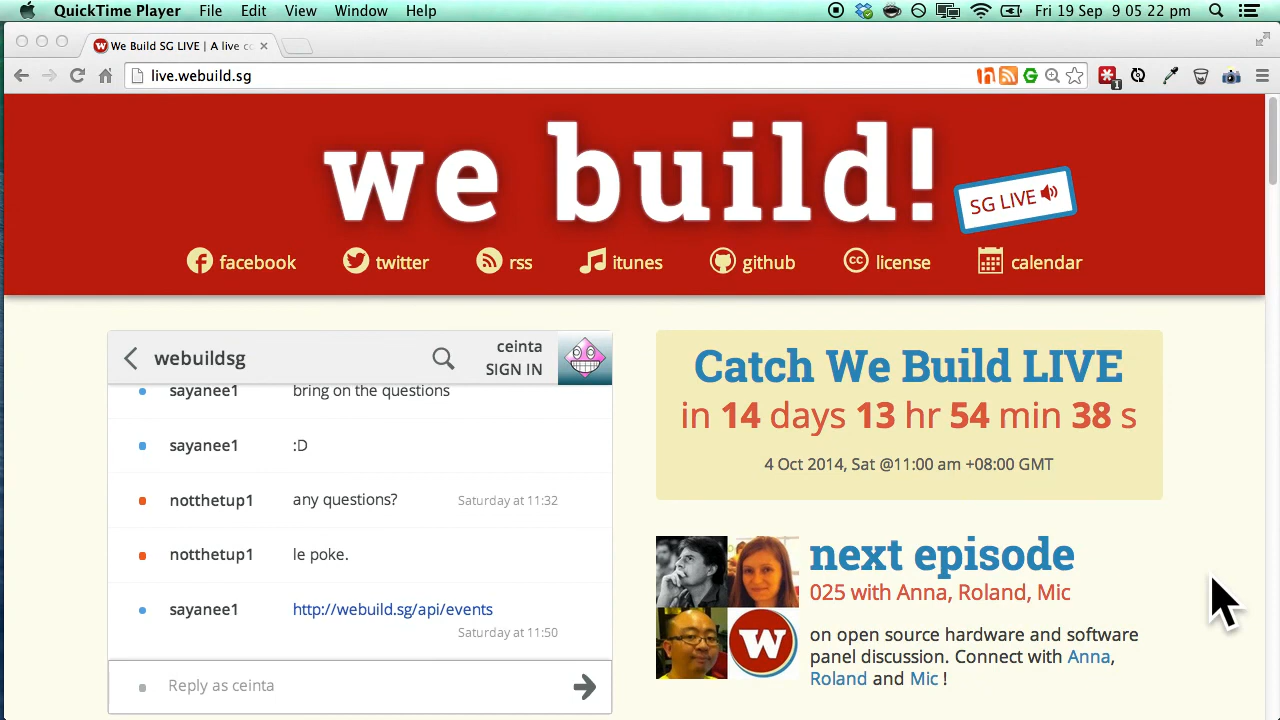 QuickTime Player File Edit View Window Help Fri 19 Sep 9 05 22 pm
We Build SG LIVE | A live co
live.webuild.sg
1
we build!
SG LIVE
facebook twitter rss itunes github license calendar
webuildsg
ceinta
SIGN IN
sayanee1 bring on the questions
sayanee1 :D
notthetup1 any questions? Saturday at 11:32
notthetup1 le poke.
sayanee1 http://webuild.sg/api/events
Saturday at 11:50
Reply as ceinta
Catch We Build LIVE
in 14 days 13 hr 54 min 38 s
4 Oct 2014, Sat @11:00 am +08:00 GMT
next episode
025 with Anna, Roland, Mic
on open source hardware and software
panel discussion. Connect with Anna,
Roland and Mic !